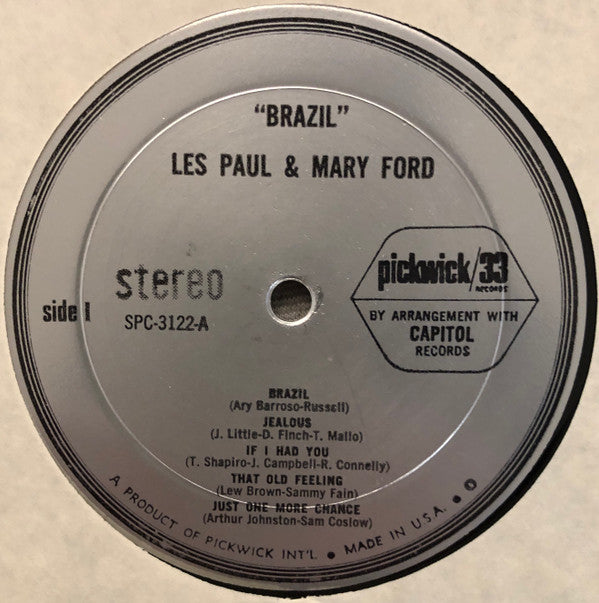 "BRAZIL"
LES PAUL & MARY FORD
stereo
side 1
SPC-3122-A
pickwick/33
RECORDS
BY ARRANGEMENT WITH
CAPITOL
RECORDS
BRAZIL
(Ary Barroso-Russell)
JEALOUS
(J. Little-D. Finch-T. Mallo)
IF I HAD YOU
(T. Shapiro-J. Campbell-R. Connelly)
THAT OLD FEELING
(Lew Brown-Sammy Fain)
JUST ONE MORE CHANCE
(Arthur Johnston-Sam Coslow)
A PRODUCT OF PICKWICK INT'L. ● MADE IN U.S.A. ●